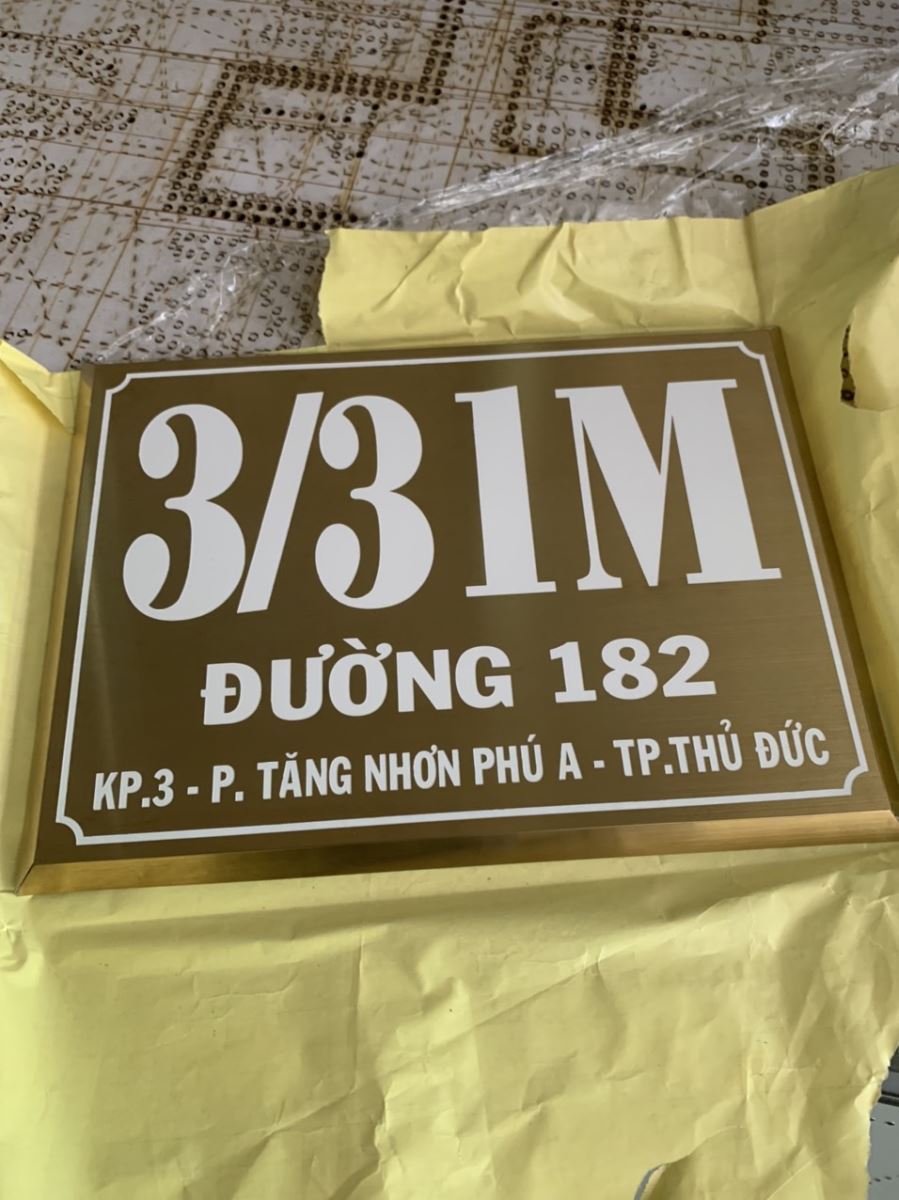 3/31M
ĐƯỜNG 182
KP.3 - P. TĂNG NHƠN PHÚ A - TP.THỦ ĐỨC